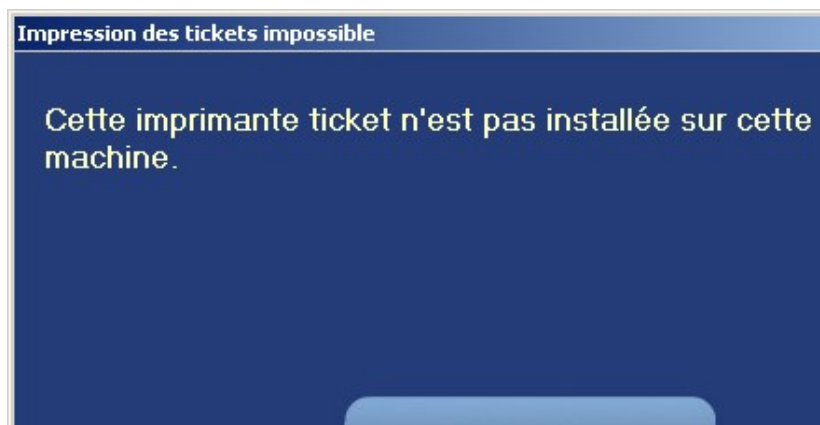 Impression des tickets impossible
Cette imprimante ticket n'est pas installée sur cette
machine.